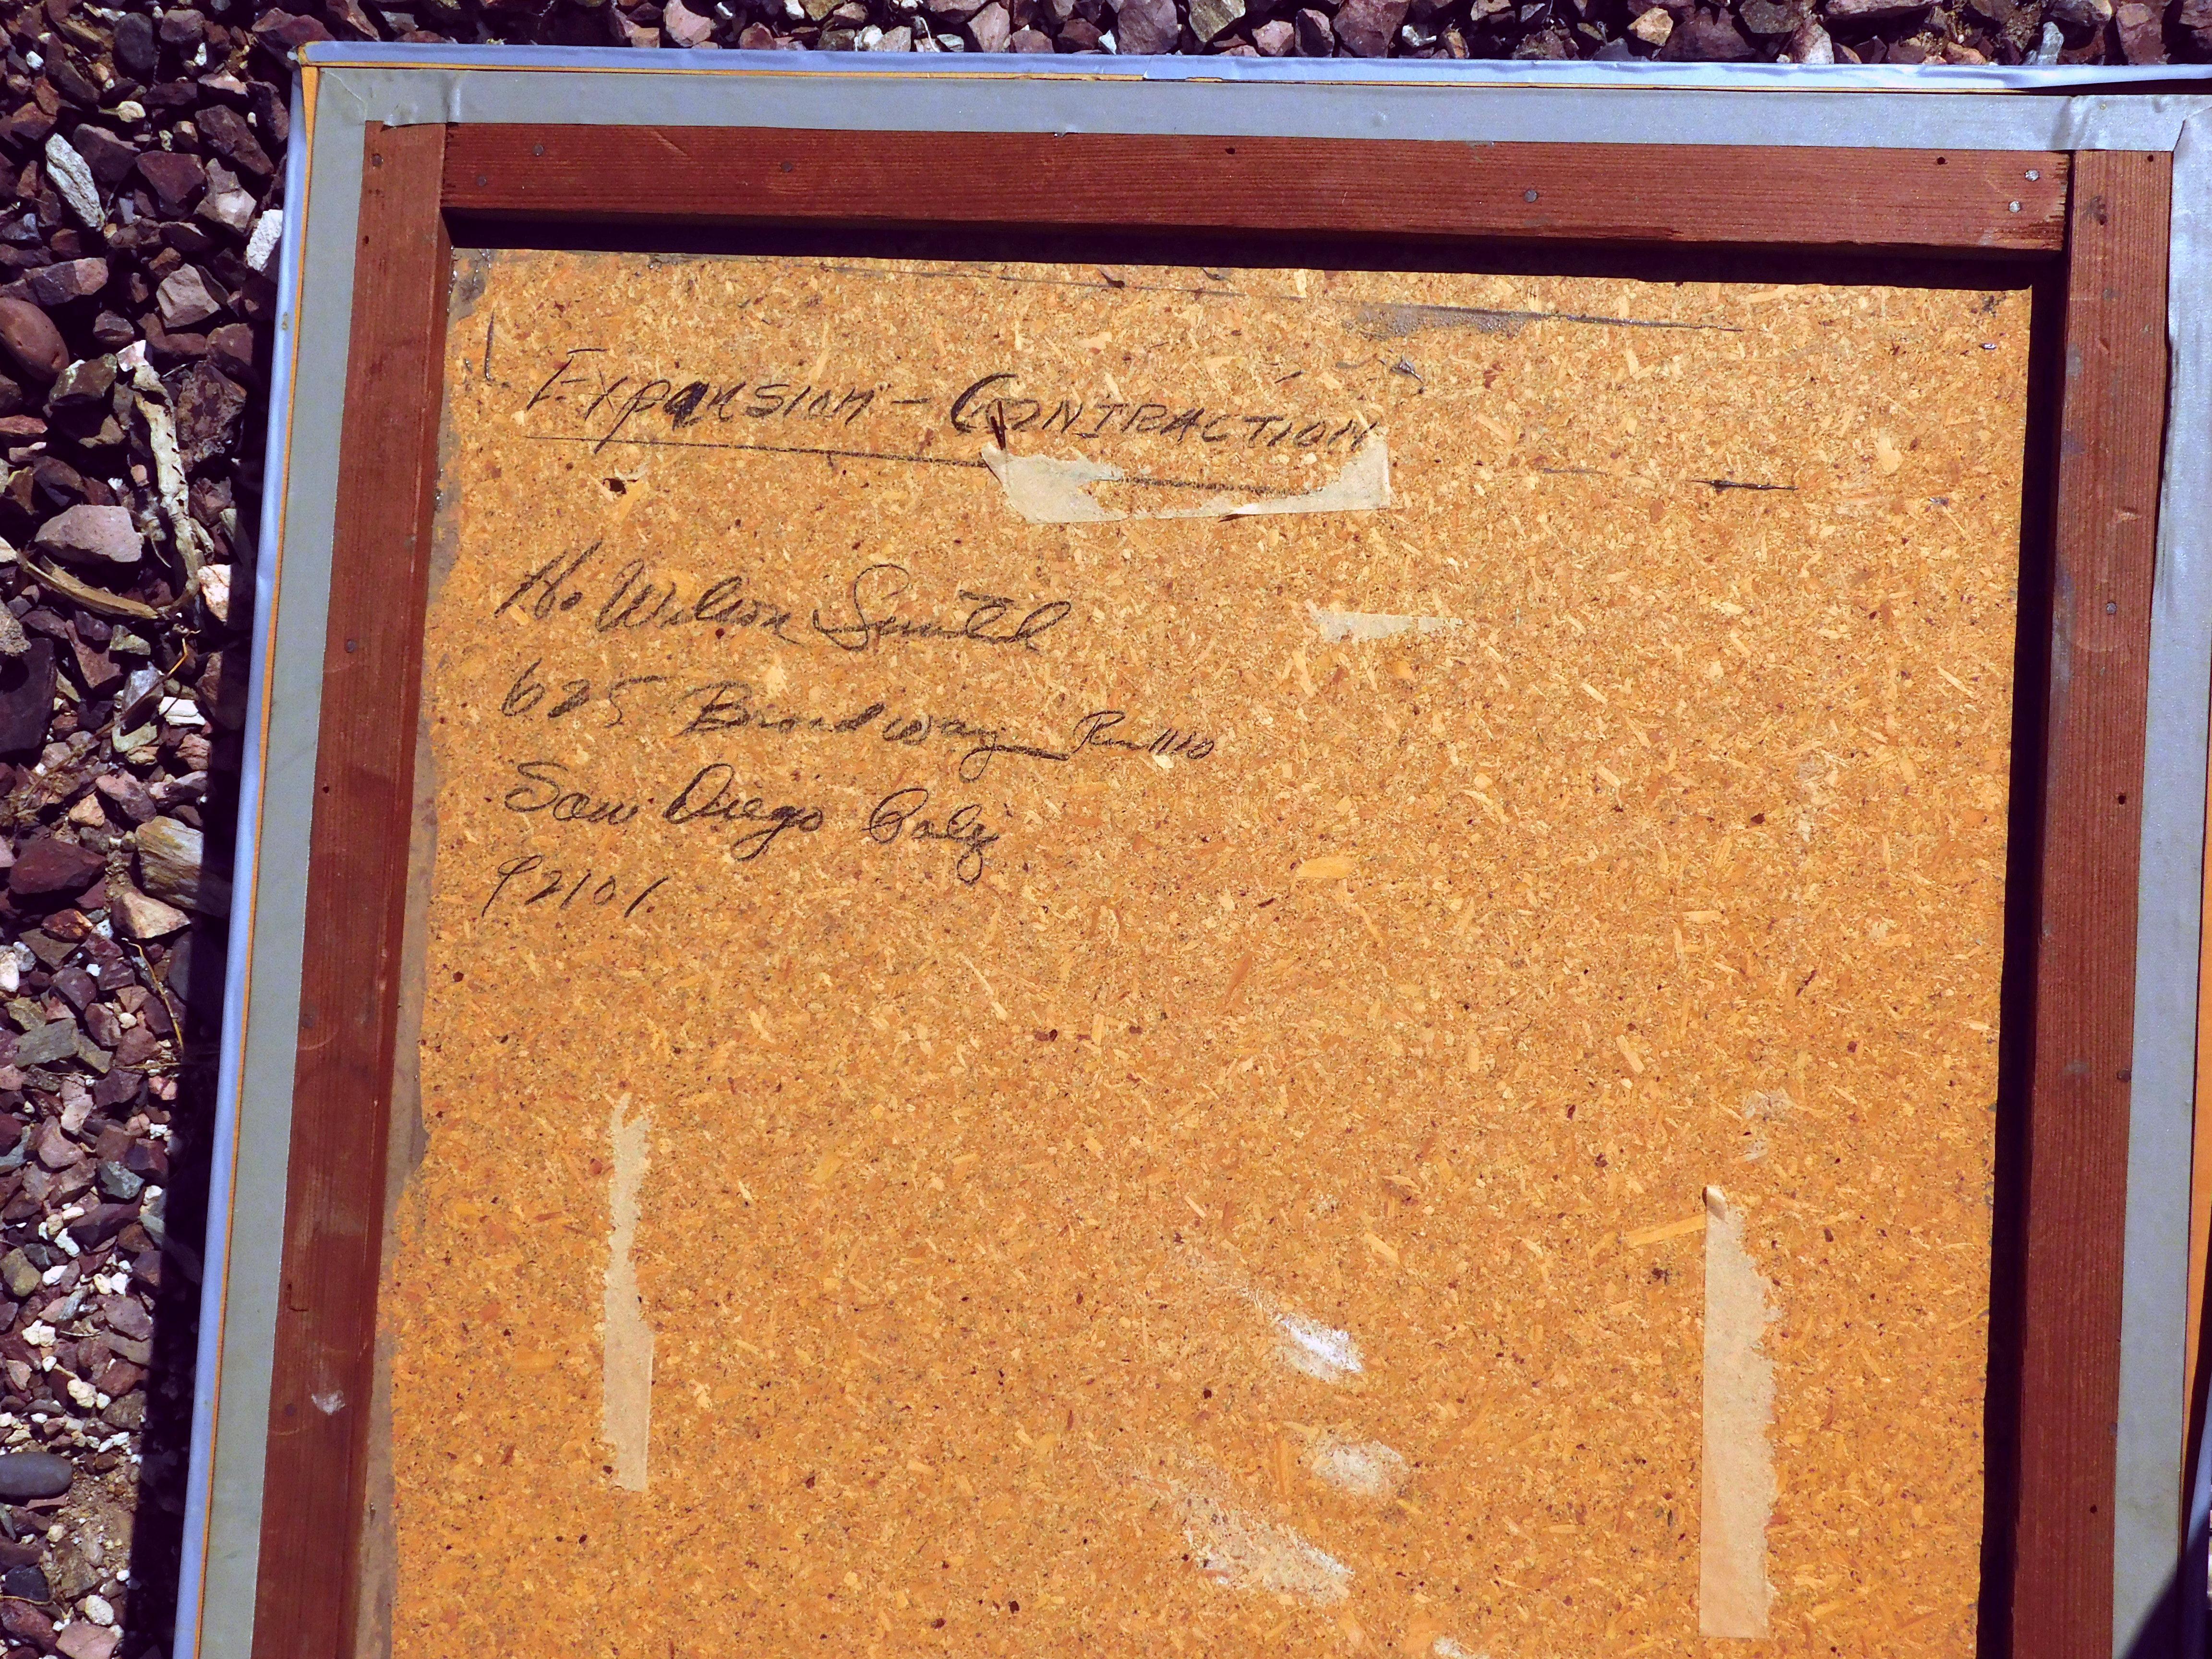 Expansion - CONTRACTION
H. Wilson Smith
625 Broadway Rm 1110
San Diego Calif
92101.